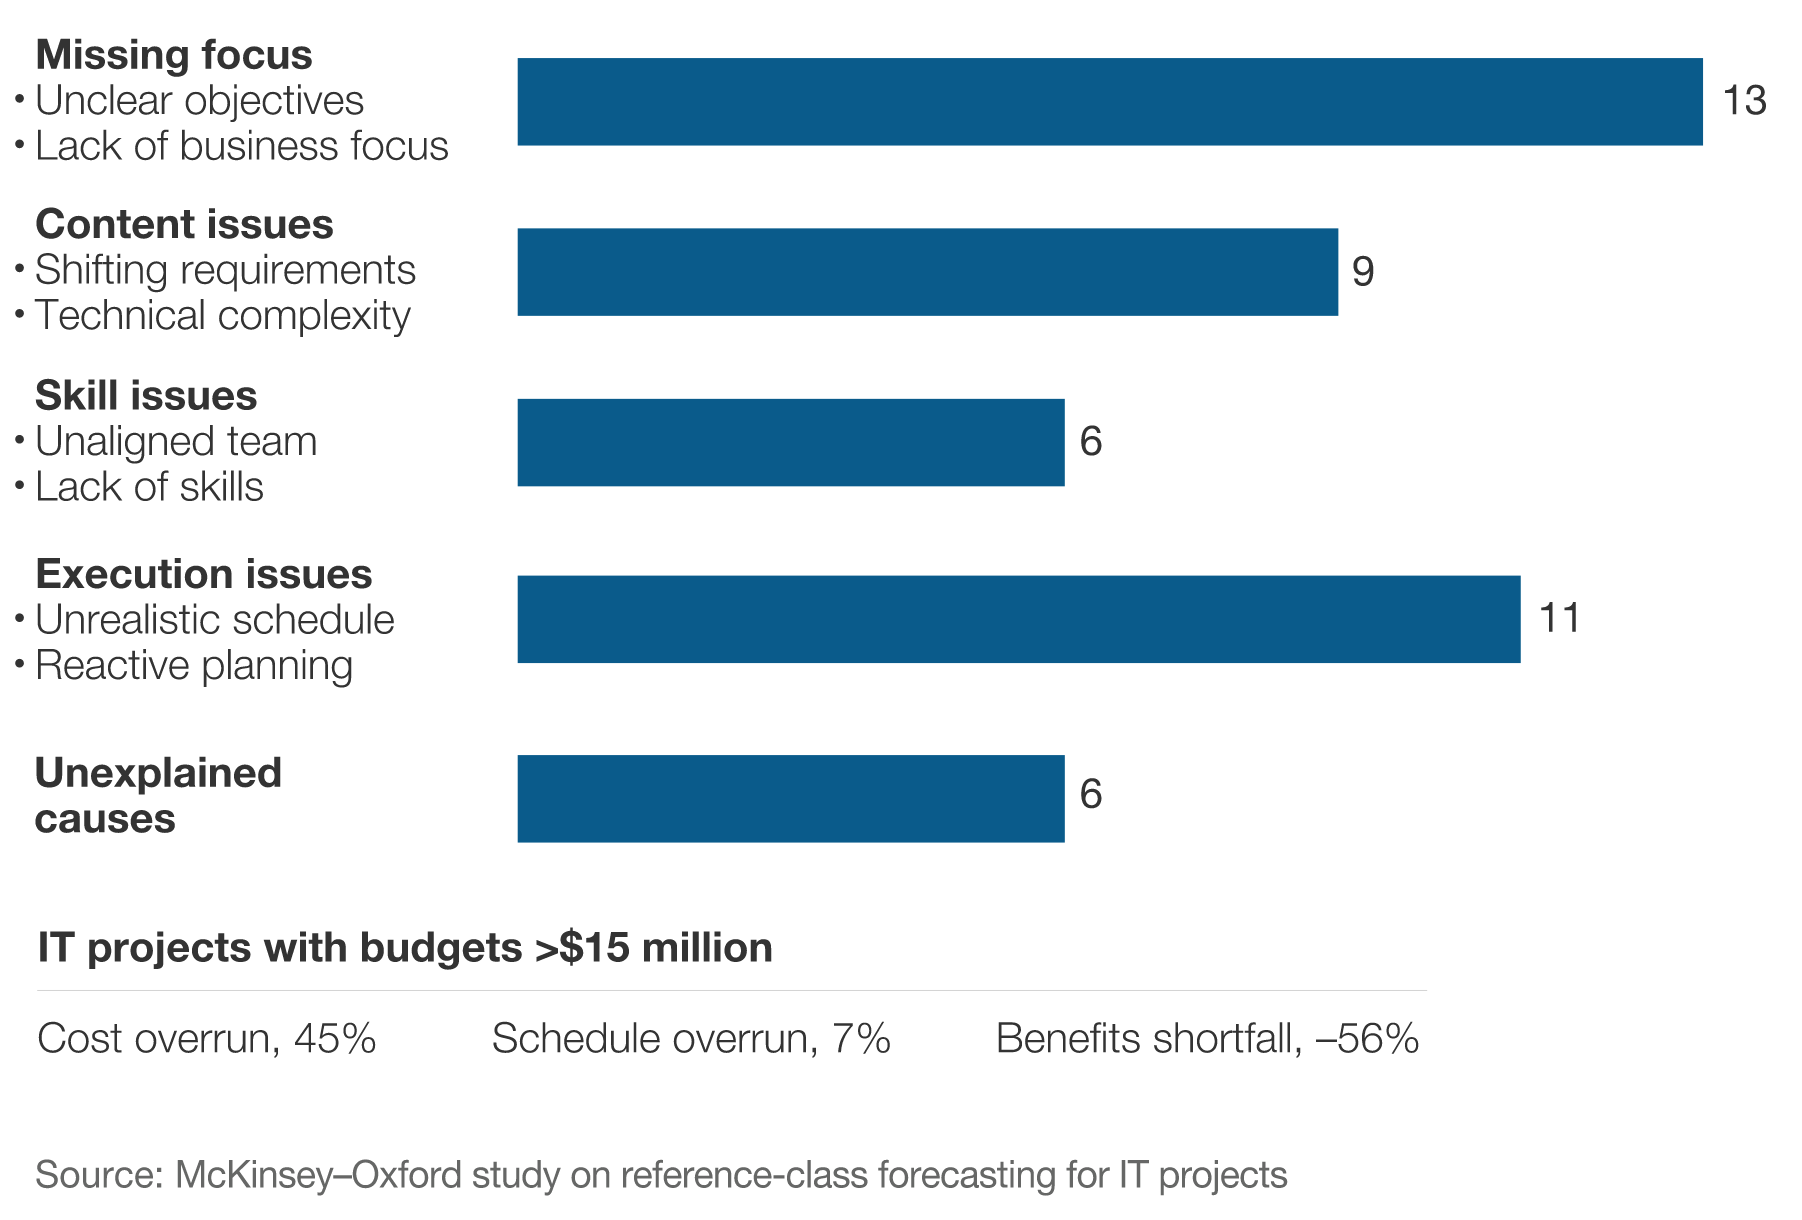 Missing focus
• Unclear objectives
• Lack of business focus
13
Content issues
• Shifting requirements
• Technical complexity
9
Skill issues
• Unaligned team
• Lack of skills
6
Execution issues
• Unrealistic schedule
• Reactive planning
11
Unexplained
causes
6
IT projects with budgets >$15 million
Cost overrun, 45% Schedule overrun, 7% Benefits shortfall, –56%
Source: McKinsey–Oxford study on reference-class forecasting for IT projects